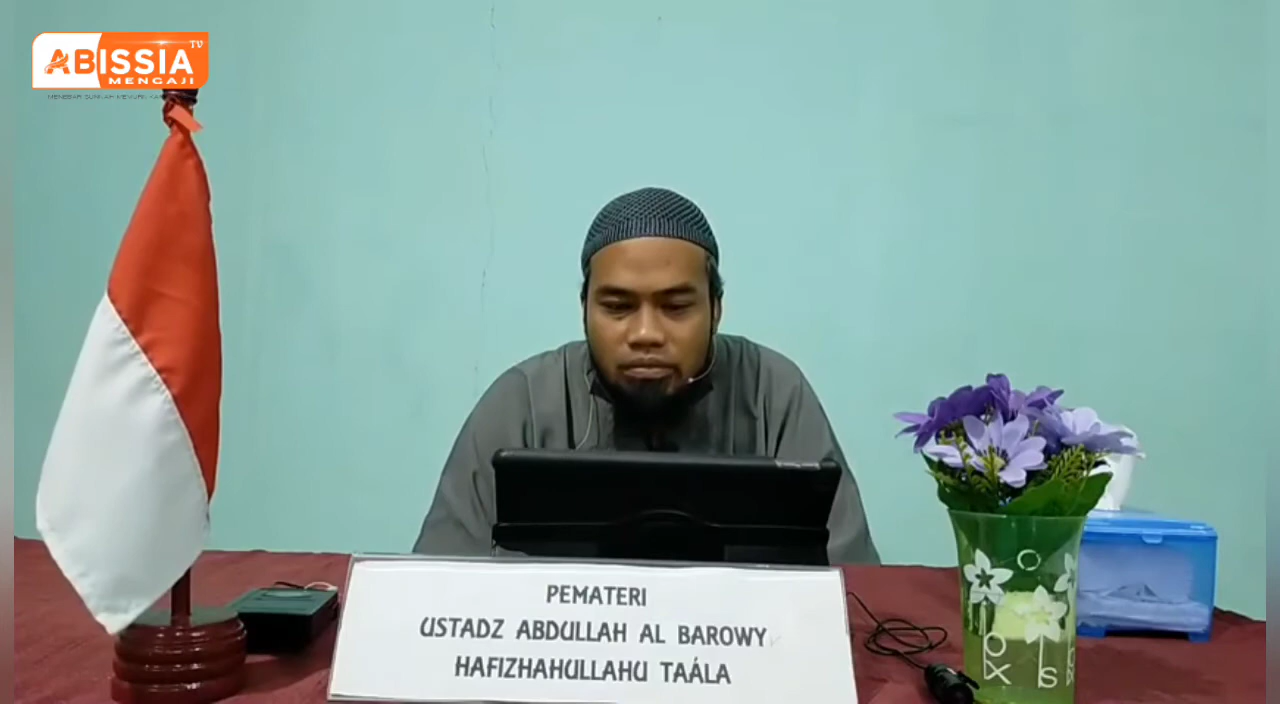 ABISSIA TV
MENGAJI
PEMATERI
USTADZ ABDULLAH AL BAROWY
HAFIZHAHULLAHU TAÁLA